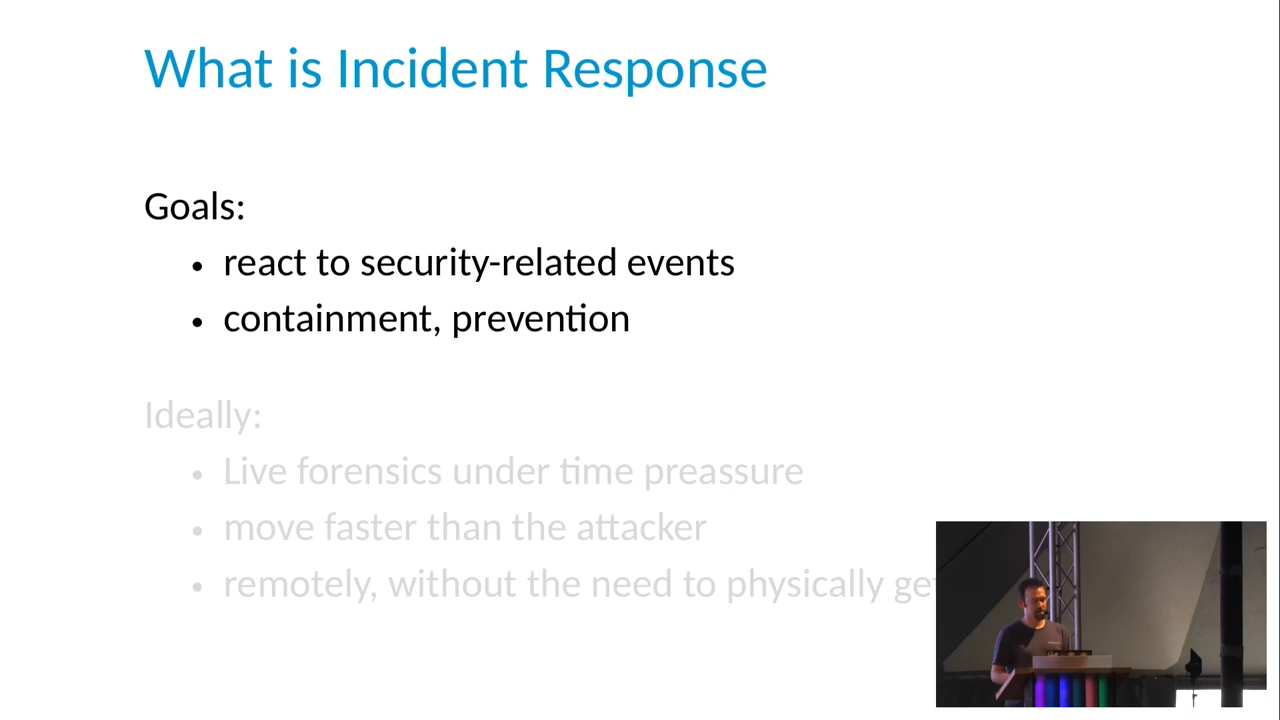 What is Incident Response
Goals:
• react to security-related events
• containment, prevention
Ideally:
• Live forensics under time preassure
• move faster than the attacker
• remotely, without the need to physically